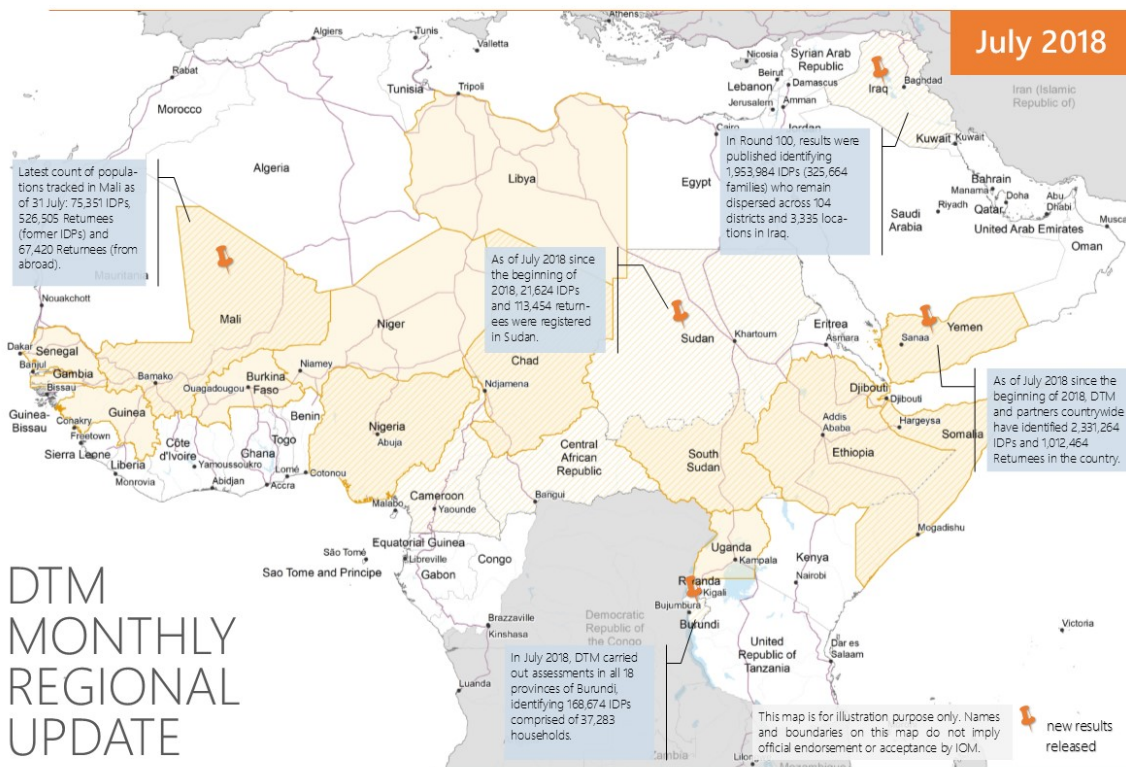 July 2018
Athens
Algiers
Tunis
Valletta
Nicosia
Syrian Arab
Republic
Beirut
Lebanon
Damascus
Jerusalem
Amman
Jordan
Iraq
Baghdad
Iran (Islamic
Republic of)
Rabat
Morocco
Tunisia
Tripoli
Cairo
Kuwait
Kuwait
Algeria
Libya
Egypt
Bahrain
Manama
Doha
Qatar
Abu
Dhabi
Riyadh
Saudi
Arabia
United Arab Emirates
Muscat
Oman
Latest count of popula-
tions tracked in Mali as
of 31 July: 75,351 IDPs,
526,505 Returnees
(former IDPs) and
67,420 Returnees (from
abroad).
In Round 100, results were
published identifying
1,953,984 IDPs (325,664
families) who remain
dispersed across 104
districts and 3,335 loca-
tions in Iraq.
As of July 2018 since
the beginning of
2018, 21,624 IDPs
and 113,454 return-
ees were registered
in Sudan.
Mauritania
Nouakchott
Mali
Niger
Chad
Sudan
Khartoum
Eritrea
Asmara
Sanaa
Yemen
Dakar
Senegal
Banjul
Gambia
Bissau
Guinea-
Bissau
Bamako
Burkina
Faso
Ouagadougou
Niamey
Ndjamena
Djibouti
Djibouti
As of July 2018 since the
beginning of 2018, DTM
and partners countrywide
have identified 2,331,264
IDPs and 1,012,464
Returnees in the country.
Guinea
Conakry
Freetown
Sierra Leone
Liberia
Monrovia
Côte
d'Ivoire
Yamoussoukro
Abidjan
Ghana
Accra
Togo
Lomé
Benin
Cotonou
Nigeria
Abuja
Central
African
Republic
Bangui
South
Sudan
Addis
Ababa
Ethiopia
Hargeysa
Somalia
Mogadishu
Cameroon
Yaounde
Malabo
Equatorial Guinea
São Tomé
Sao Tome and Principe
Libreville
Gabon
Congo
Brazzaville
Kinshasa
Democratic
Republic of
the Congo
Uganda
Kampala
Kenya
Nairobi
Rwanda
Kigali
Bujumbura
Burundi
United
Republic of
Tanzania
Dar es
Salaam
Victoria
Luanda
Zambia
Mozambique
In July 2018, DTM carried
out assessments in all 18
provinces of Burundi,
identifying 168,674 IDPs
comprised of 37,283
households.
This map is for illustration purpose only. Names
and boundaries on this map do not imply
official endorsement or acceptance by IOM.
new results
released
DTM
MONTHLY
REGIONAL
UPDATE